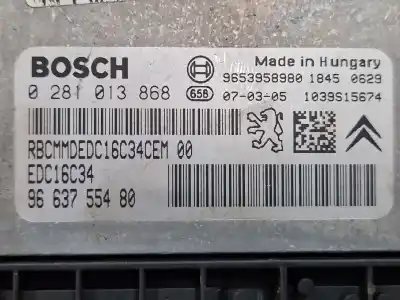 BOSCH
Made in Hungary
9653958980 1845 0629
0 281 013 868 658 07-03-05 1039S15674
RBCMMDEDC16C34CEM 00
EDC16C34
96 637 554 80